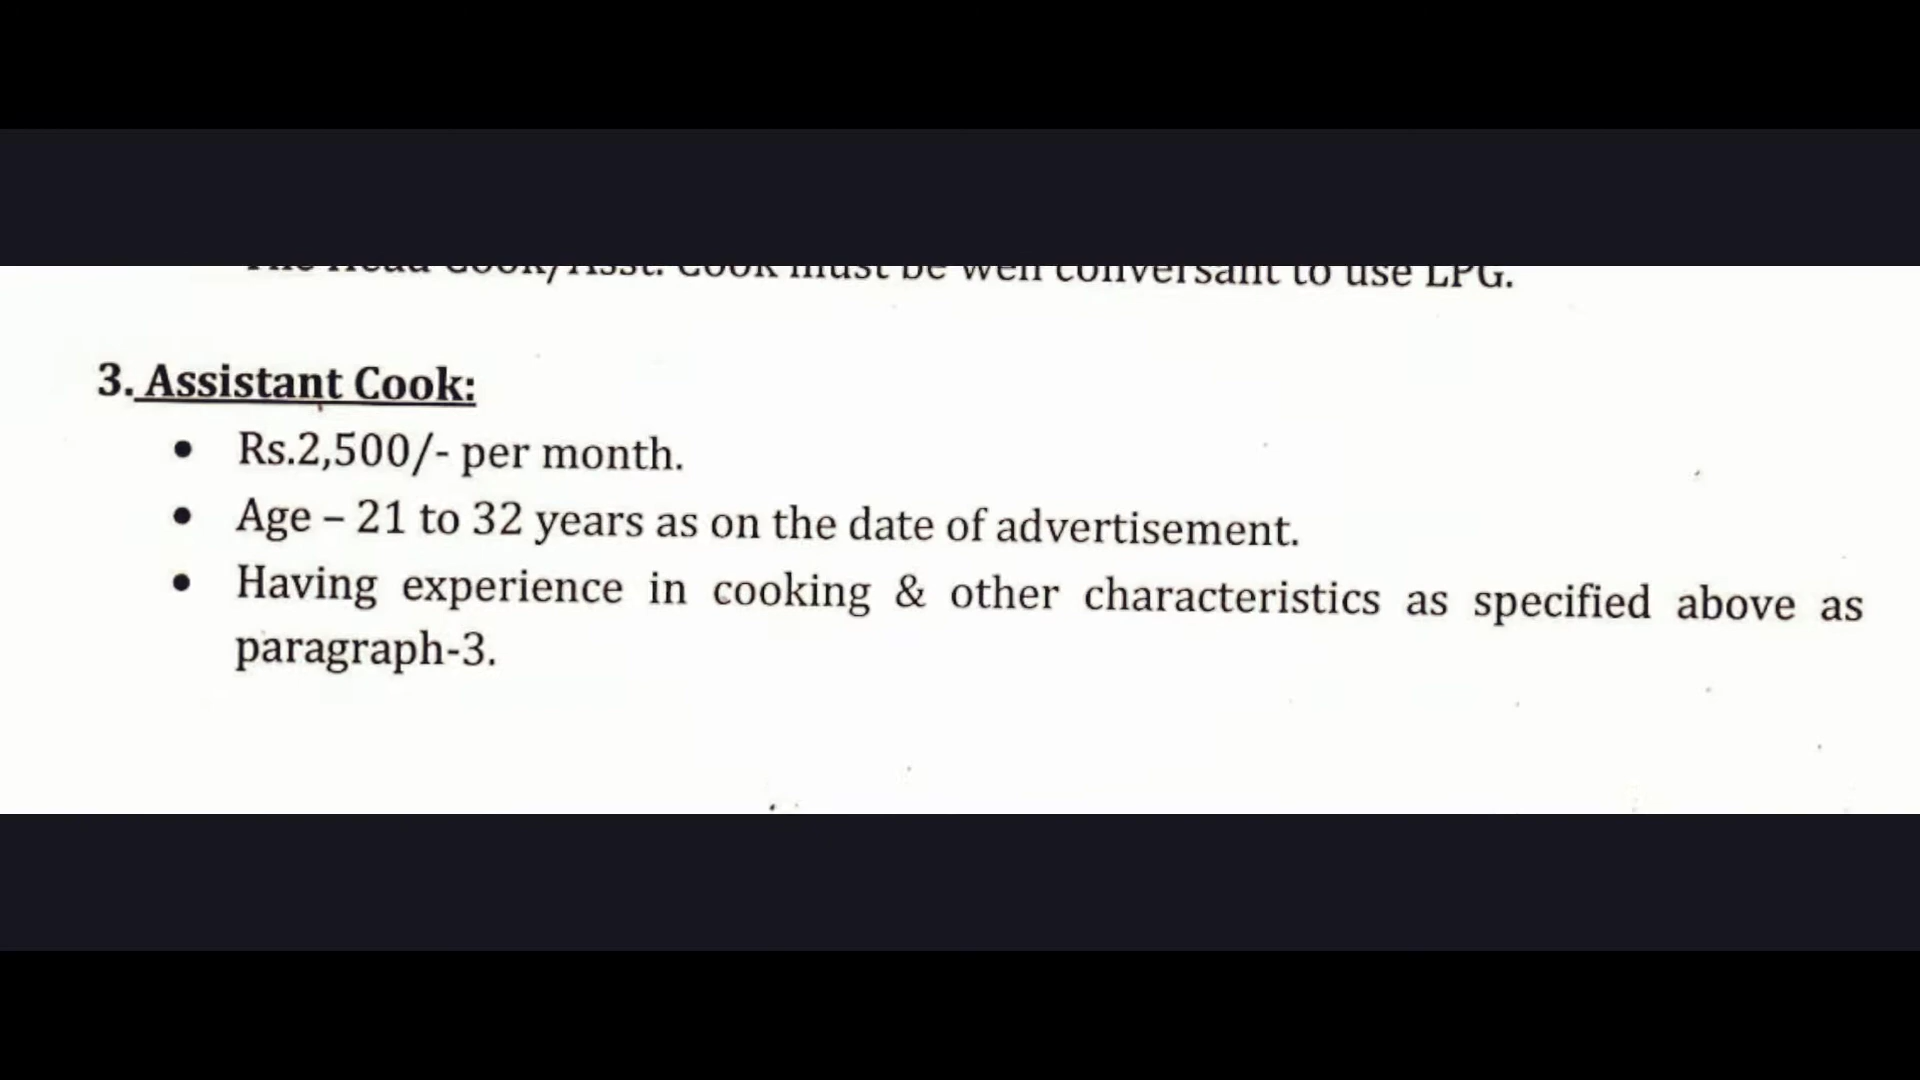 The Head Cook/Asst. Cook must be well conversant to use LPG.
3. Assistant Cook:
• Rs.2,500/- per month.
• Age – 21 to 32 years as on the date of advertisement.
• Having experience in cooking & other characteristics as specified above as
paragraph-3.